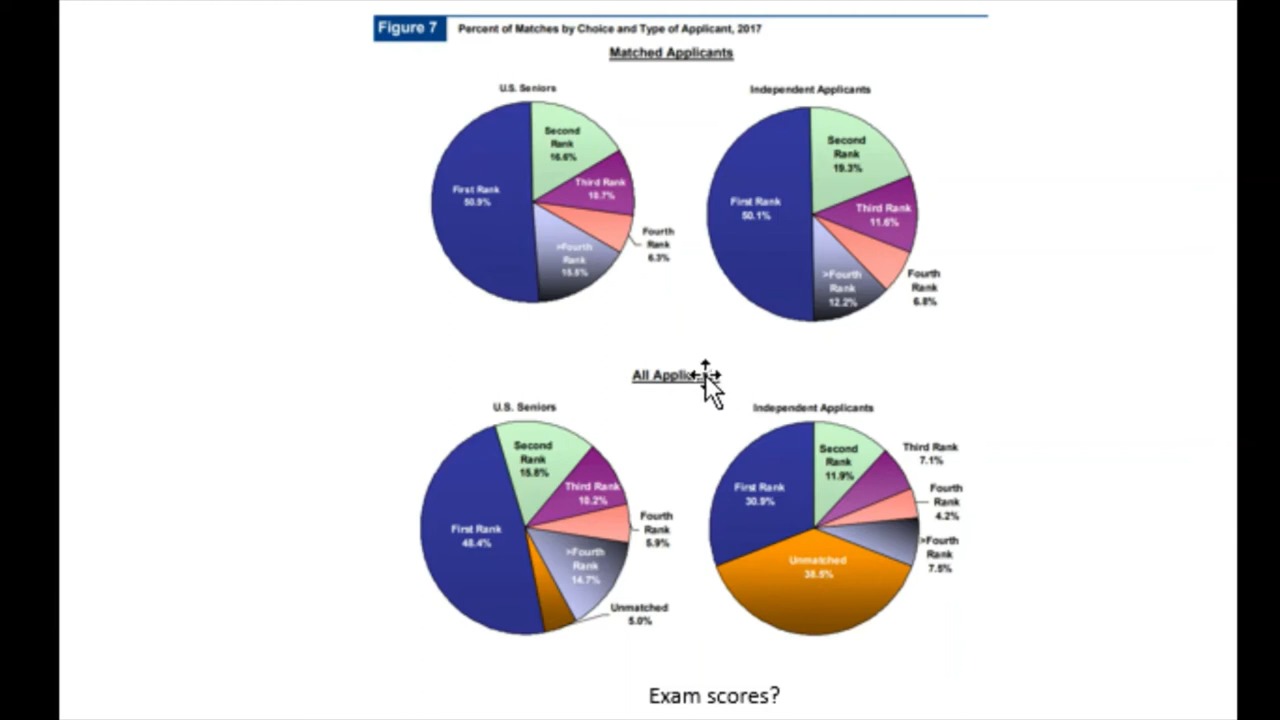 Figure 7 Percent of Matches by Choice and Type of Applicant, 2017
Matched Applicants
U.S. Seniors
Second
Rank
16.6%
Third Rank
10.7%
First Rank
50.9%
Fourth
Rank
6.3%
>Fourth
Rank
15.5%
Independent Applicants
Second
Rank
19.3%
First Rank
50.1%
Third Rank
11.6%
>Fourth
Rank
12.2%
Fourth
Rank
6.8%
All
U.S. Seniors
Second
Rank
15.8%
Third Rank
10.2%
First Rank
48.4%
Fourth
Rank
5.9%
>Fourth
Rank
14.7%
Unmatched
5.0%
Independent Applicants
Second
Rank
11.9%
Third Rank
7.1%
First Rank
30.9%
Fourth
Rank
4.2%
>Fourth
Rank
7.5%
Unmatched
38.5%
Exam scores?